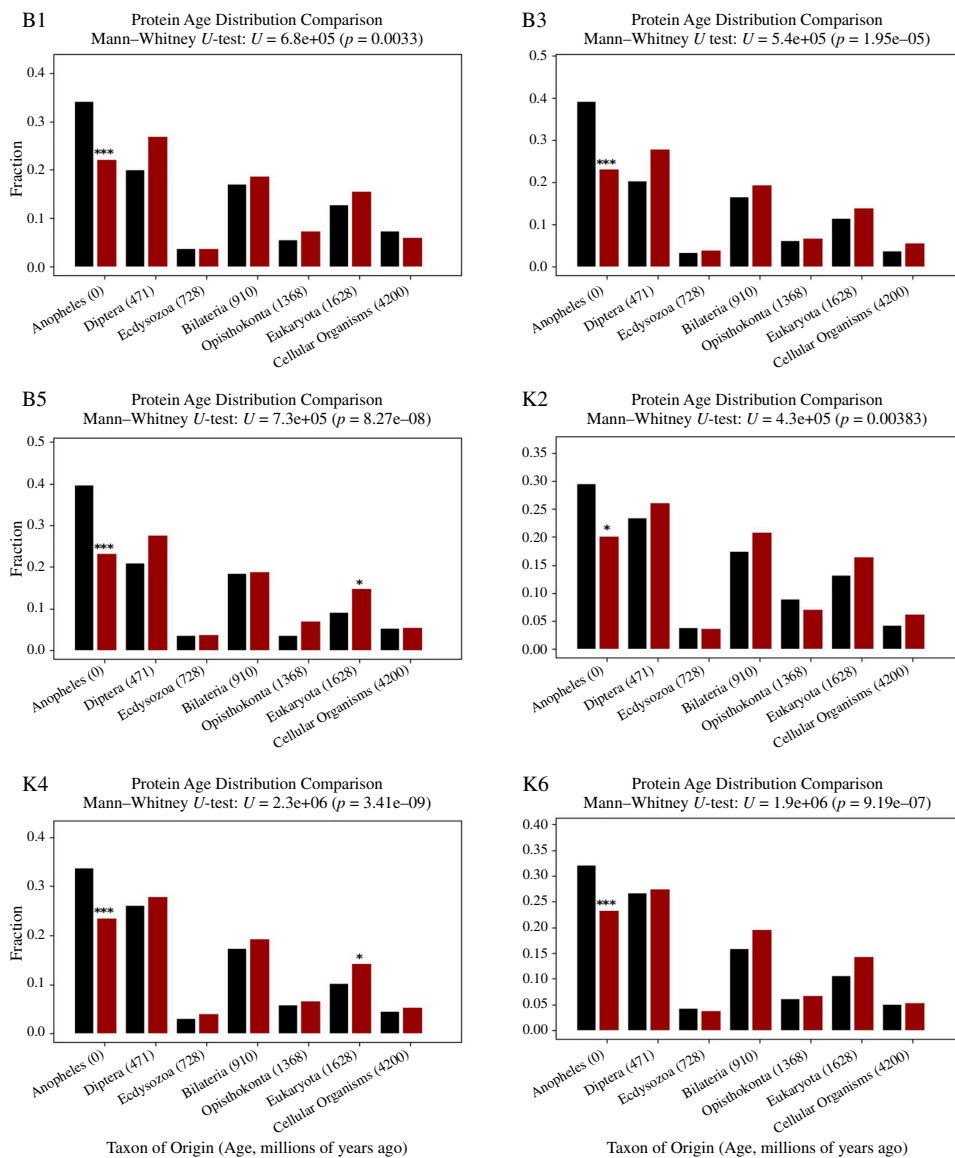 B1
Protein Age Distribution Comparison
Mann–Whitney U-test: U = 6.8e+05 (p = 0.0033)
0.4
0.3
0.2
0.1
0.0
Fraction
***
Anopheles (0)
Diptera (471)
Ecdysozoa (728)
Bilateria (910)
Opisthokonta (1368)
Eukaryota (1628)
Cellular Organisms (4200)
B3
Protein Age Distribution Comparison
Mann–Whitney U test: U = 5.4e+05 (p = 1.95e–05)
0.5
0.4
0.3
0.2
0.1
0.0
***
Anopheles (0)
Diptera (471)
Ecdysozoa (728)
Bilateria (910)
Opisthokonta (1368)
Eukaryota (1628)
Cellular Organisms (4200)
B5
Protein Age Distribution Comparison
Mann–Whitney U-test: U = 7.3e+05 (p = 8.27e–08)
0.5
0.4
0.3
0.2
0.1
0.0
Fraction
***
*
Anopheles (0)
Diptera (471)
Ecdysozoa (728)
Bilateria (910)
Opisthokonta (1368)
Eukaryota (1628)
Cellular Organisms (4200)
K2
Protein Age Distribution Comparison
Mann–Whitney U-test: U = 4.3e+05 (p = 0.00383)
0.35
0.30
0.25
0.20
0.15
0.10
0.05
0.00
*
Anopheles (0)
Diptera (471)
Ecdysozoa (728)
Bilateria (910)
Opisthokonta (1368)
Eukaryota (1628)
Cellular Organisms (4200)
K4
Protein Age Distribution Comparison
Mann–Whitney U-test: U = 2.3e+06 (p = 3.41e–09)
0.4
0.3
0.2
0.1
0.0
Fraction
***
*
Anopheles (0)
Diptera (471)
Ecdysozoa (728)
Bilateria (910)
Opisthokonta (1368)
Eukaryota (1628)
Cellular Organisms (4200)
Taxon of Origin (Age, millions of years ago)
K6
Protein Age Distribution Comparison
Mann–Whitney U-test: U = 1.9e+06 (p = 9.19e–07)
0.40
0.35
0.30
0.25
0.20
0.15
0.10
0.05
0.00
***
Anopheles (0)
Diptera (471)
Ecdysozoa (728)
Bilateria (910)
Opisthokonta (1368)
Eukaryota (1628)
Cellular Organisms (4200)
Taxon of Origin (Age, millions of years ago)